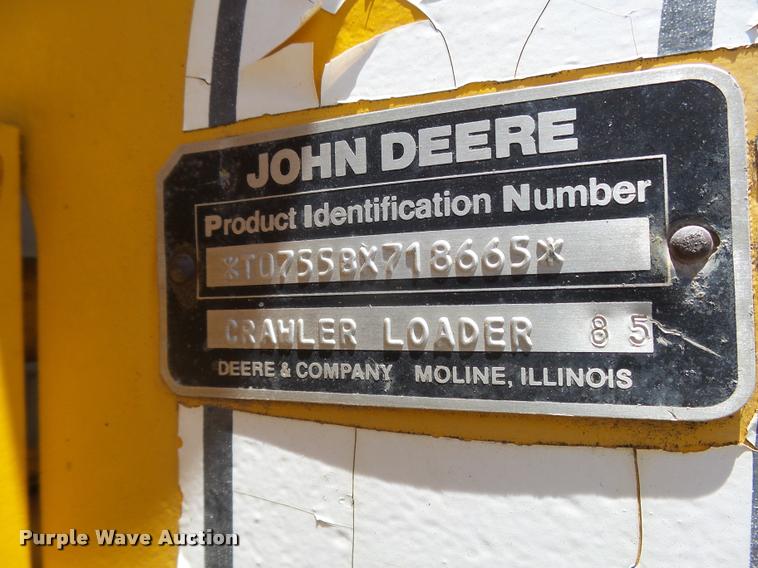 JOHN DEERE
Product Identification Number
*T0755BX718665*
CRAWLER LOADER 85
DEERE & COMPANY MOLINE, ILLINOIS
Purple Wave Auction